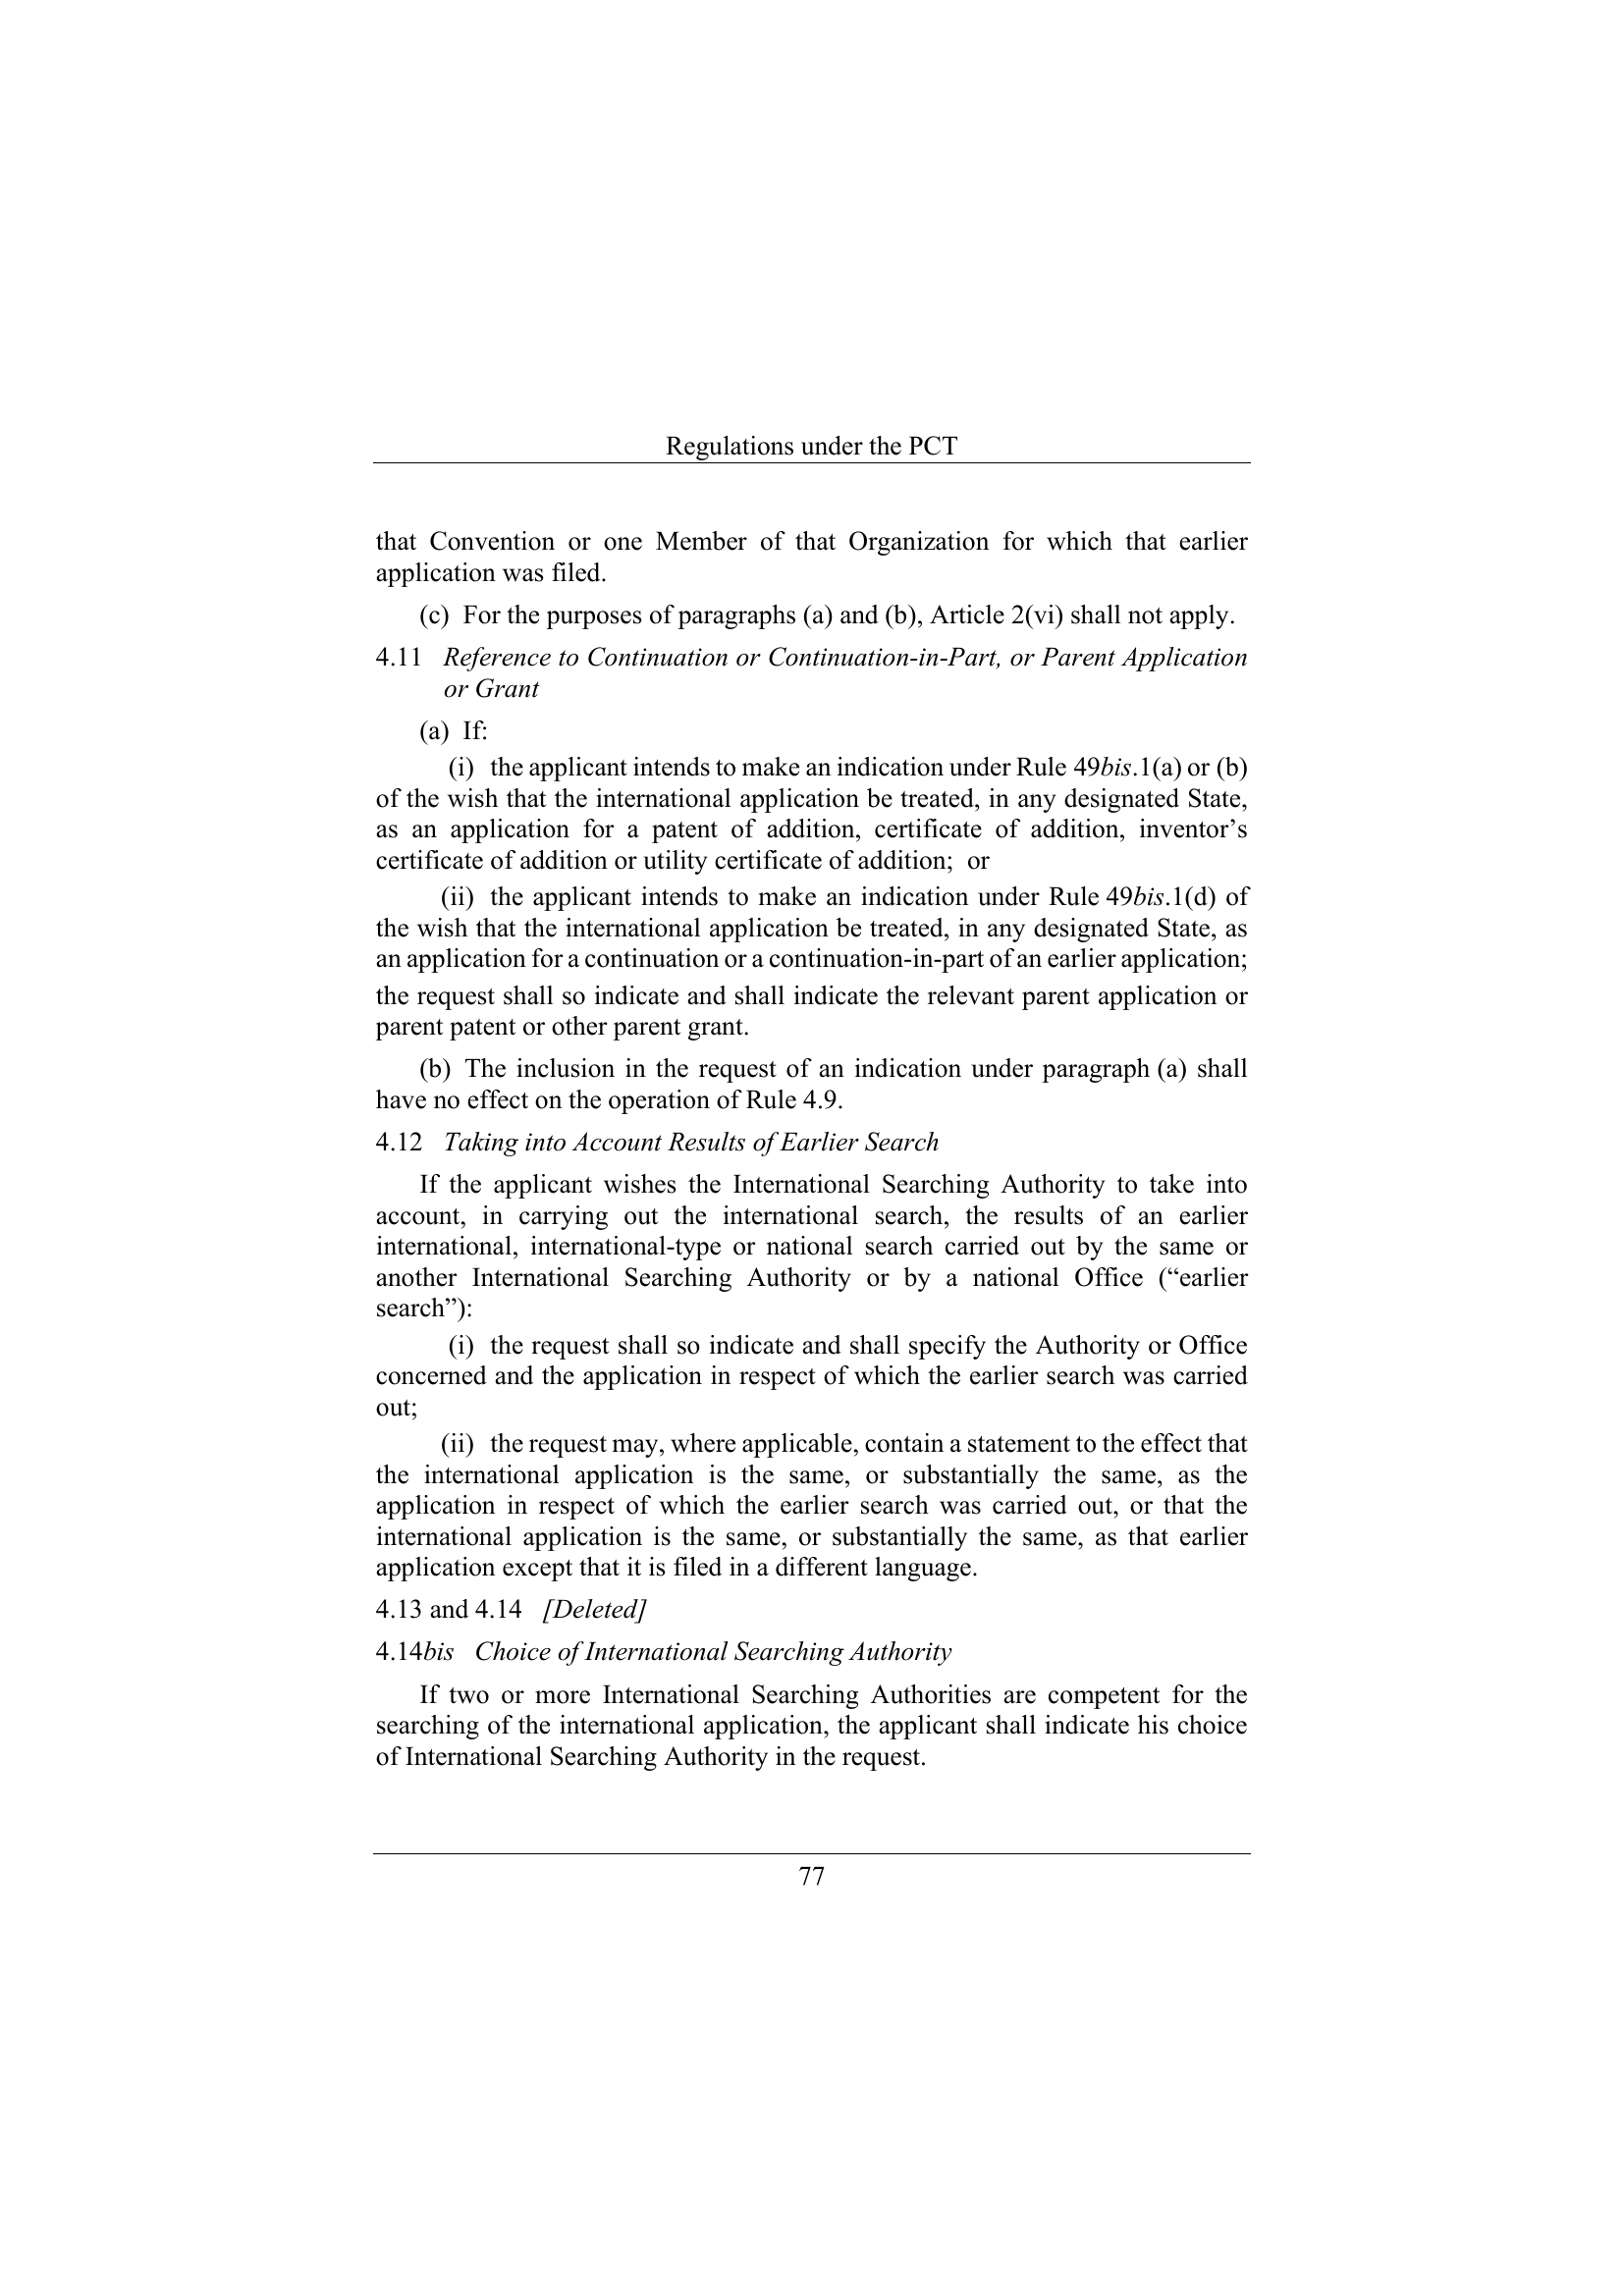 Regulations under the PCT
that Convention or one Member of that Organization for which that earlier
application was filed.
(c) For the purposes of paragraphs (a) and (b), Article 2(vi) shall not apply.
4.11 Reference to Continuation or Continuation-in-Part, or Parent Application
or Grant
(a) If:
(i) the applicant intends to make an indication under Rule 49bis.1(a) or (b)
of the wish that the international application be treated, in any designated State,
as an application for a patent of addition, certificate of addition, inventor’s
certificate of addition or utility certificate of addition; or
(ii) the applicant intends to make an indication under Rule 49bis.1(d) of
the wish that the international application be treated, in any designated State, as
an application for a continuation or a continuation-in-part of an earlier application;
the request shall so indicate and shall indicate the relevant parent application or
parent patent or other parent grant.
(b) The inclusion in the request of an indication under paragraph (a) shall
have no effect on the operation of Rule 4.9.
4.12 Taking into Account Results of Earlier Search
If the applicant wishes the International Searching Authority to take into
account, in carrying out the international search, the results of an earlier
international, international-type or national search carried out by the same or
another International Searching Authority or by a national Office (“earlier
search”):
(i) the request shall so indicate and shall specify the Authority or Office
concerned and the application in respect of which the earlier search was carried
out;
(ii) the request may, where applicable, contain a statement to the effect that
the international application is the same, or substantially the same, as the
application in respect of which the earlier search was carried out, or that the
international application is the same, or substantially the same, as that earlier
application except that it is filed in a different language.
4.13 and 4.14 [Deleted]
4.14bis Choice of International Searching Authority
If two or more International Searching Authorities are competent for the
searching of the international application, the applicant shall indicate his choice
of International Searching Authority in the request.
77